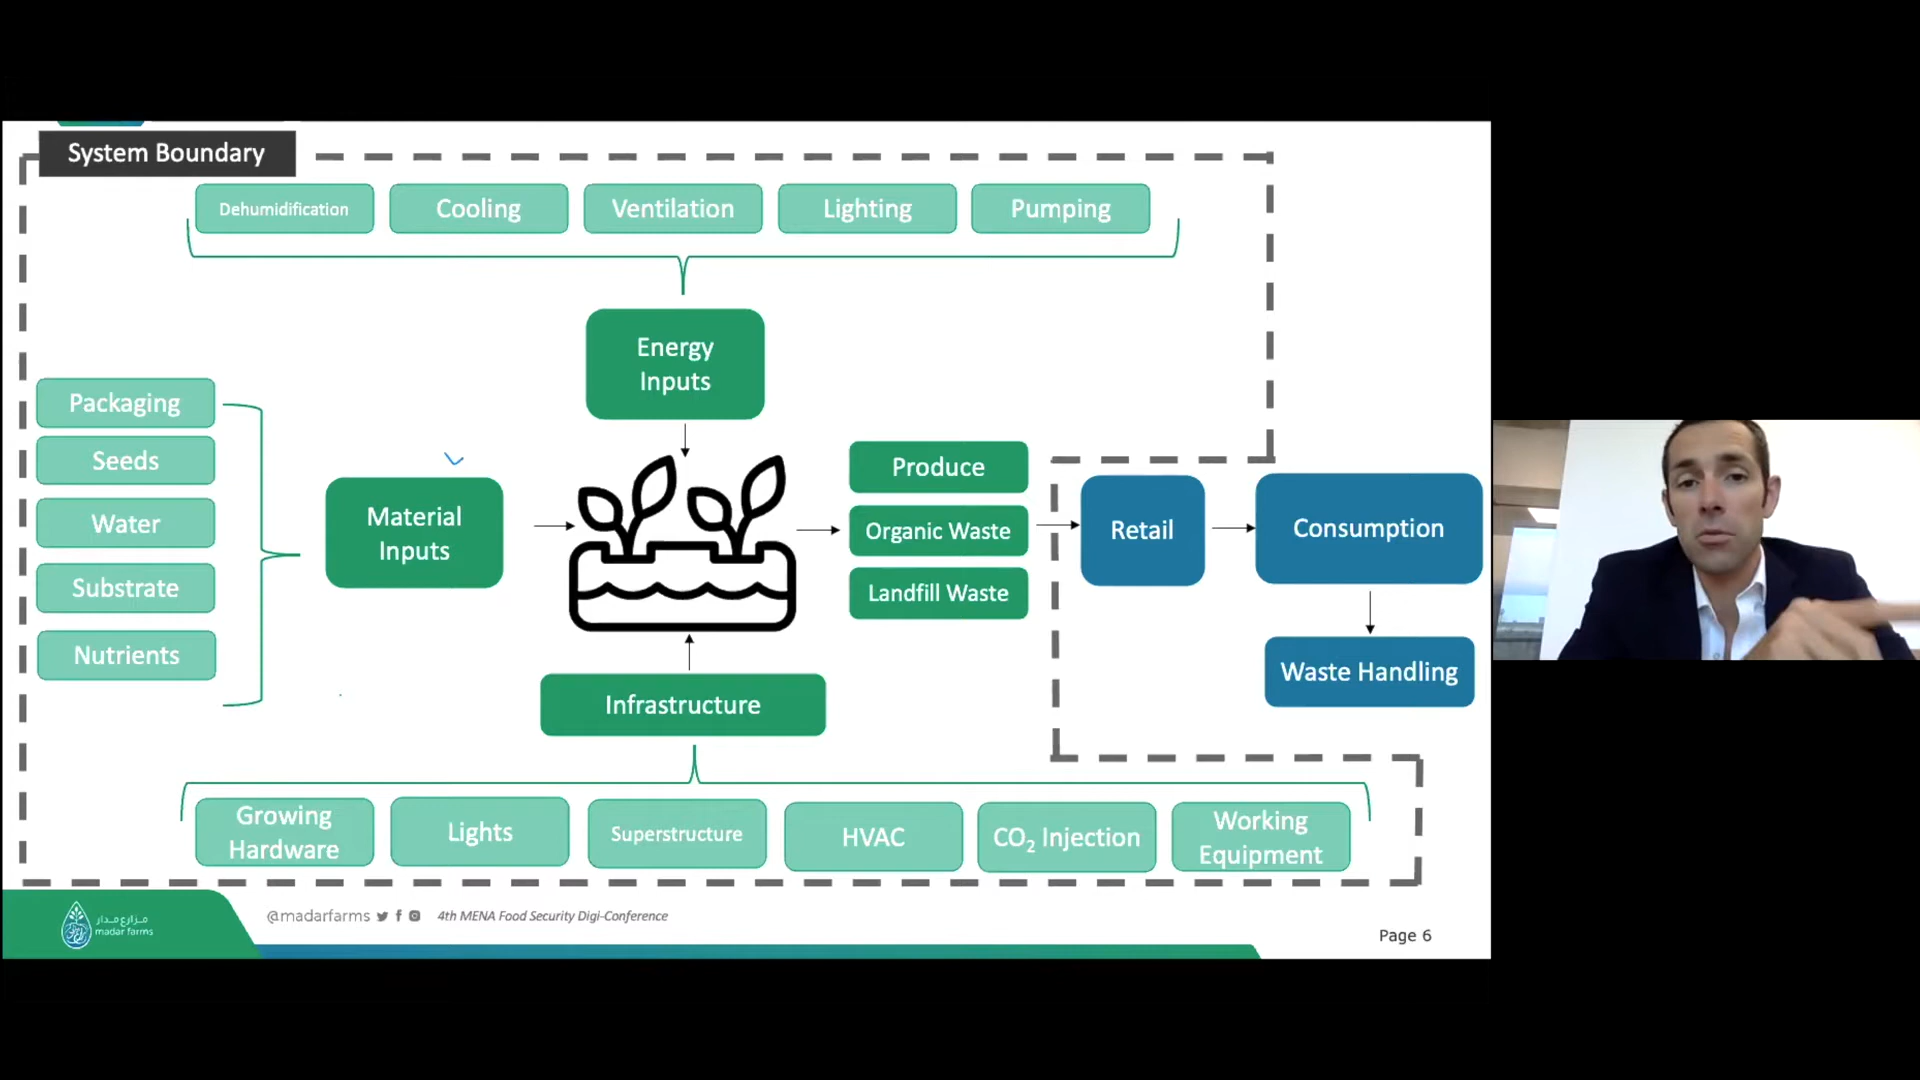 System Boundary
Dehumidification
Cooling
Ventilation
Lighting
Pumping
Energy
Inputs
Packaging
Seeds
Water
Substrate
Nutrients
Material
Inputs
Produce
Organic Waste
Landfill Waste
Retail
Consumption
Waste Handling
Infrastructure
Growing
Hardware
Lights
Superstructure
HVAC
CO₂ Injection
Working
Equipment
مزارع مدار
madar farms
@madarfarms
4th MENA Food Security Digi-Conference
Page 6